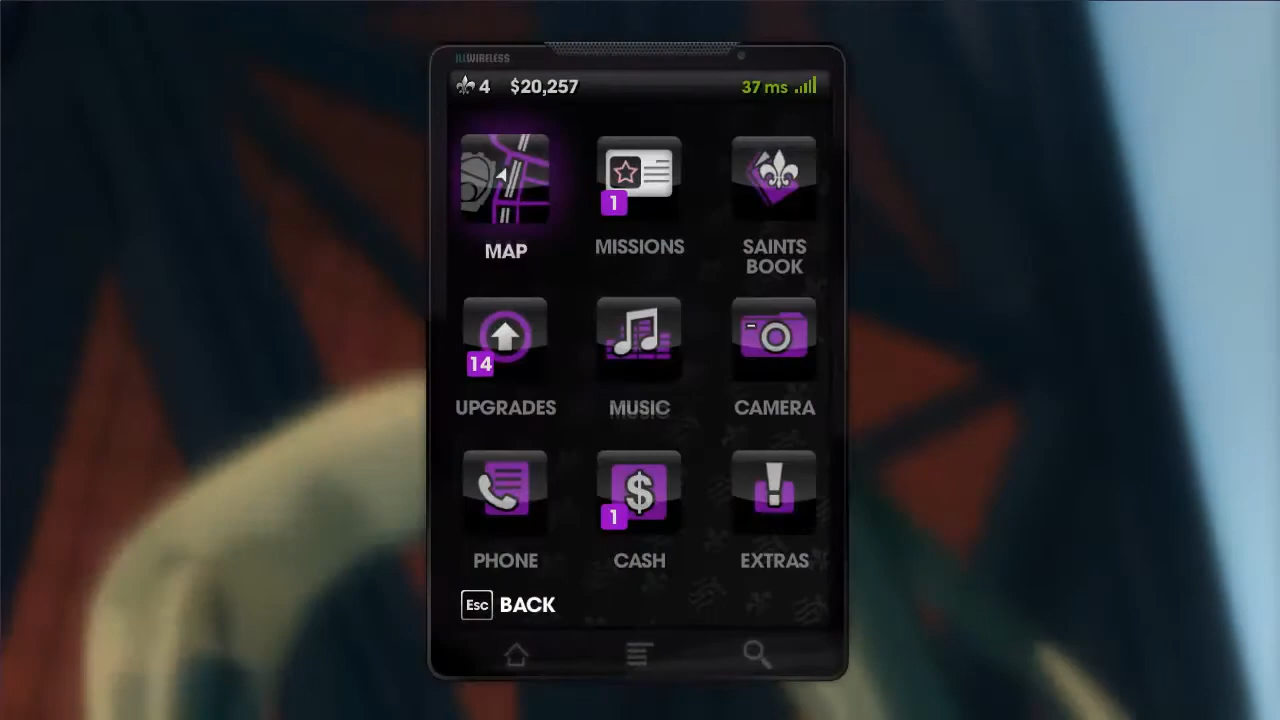 ILLWIRELESS
4 $20,257 37 ms
MAP
1
MISSIONS
SAINTS
BOOK
14
UPGRADES
MUSIC
CAMERA
PHONE
$
1
CASH
!
EXTRAS
Esc BACK